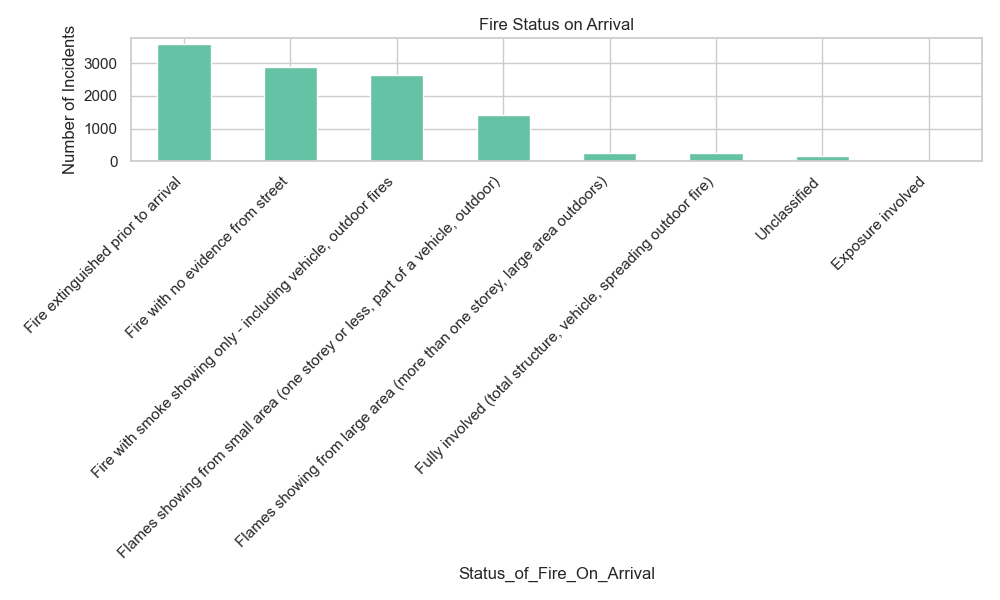 Fire Status on Arrival
Number of Incidents
3000
2000
1000
0
Fire extinguished prior to arrival
Fire with no evidence from street
Fire with smoke showing only - including vehicle, outdoor fires
Flames showing from small area (one storey or less, part of a vehicle, outdoor)
Flames showing from large area (more than one storey, large area outdoors)
Fully involved (total structure, vehicle, spreading outdoor fire)
Unclassified
Exposure involved
Status_of_Fire_On_Arrival